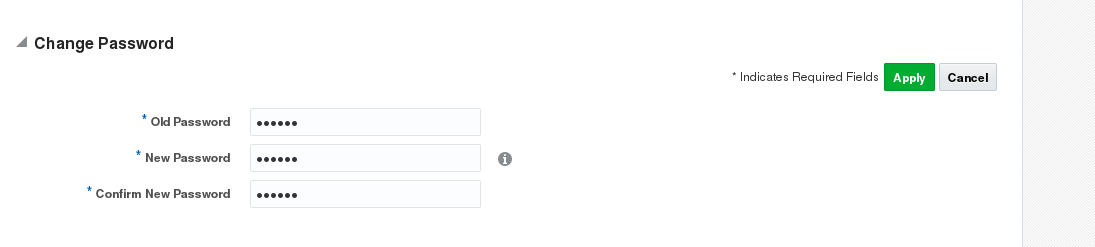 Change Password
* Indicates Required Fields Apply Cancel
* Old Password ••••••
* New Password ••••••
* Confirm New Password ••••••